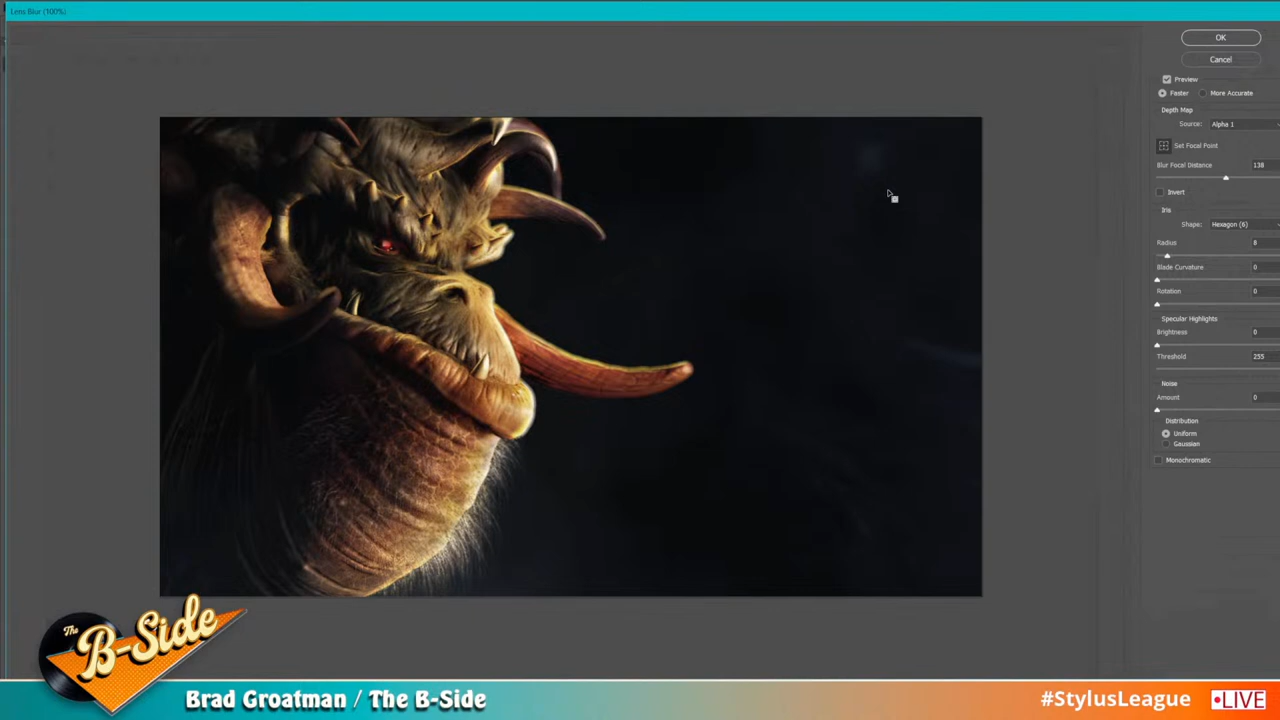 Lens Blur (100%)
OK
Cancel
Preview
Faster
More Accurate
Depth Map
Source:
Alpha 1
Set Focal Point
Blur Focal Distance
138
Invert
Iris
Shape:
Hexagon (6)
Radius
8
Blade Curvature
0
Rotation
0
Specular Highlights
Brightness
0
Threshold
255
Noise
Amount
0
Distribution
Uniform
Gaussian
Monochromatic
The
B-Side
Brad Groatman / The B-Side
#StylusLeague
LIVE